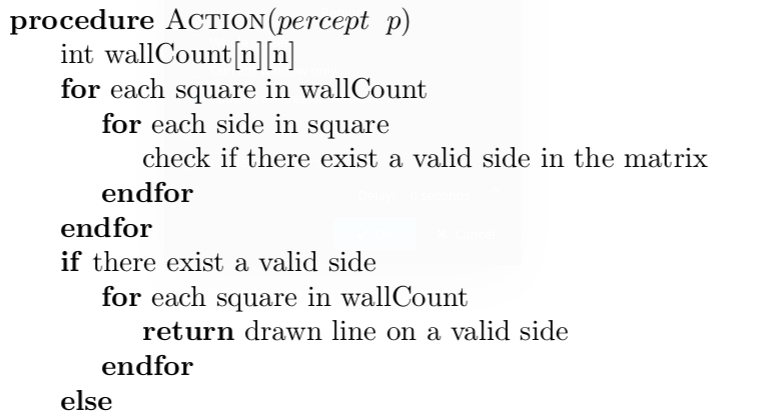 procedure ACTION(percept p)
int wallCount[n][n]
for each square in wallCount
for each side in square
check if there exist a valid side in the matrix
endfor
endfor
if there exist a valid side
for each square in wallCount
return drawn line on a valid side
endfor
else